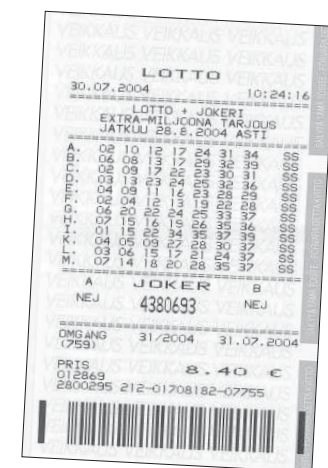 LOTTO
30.07.2004 10:24:16
LOTTO + JOKERI
EXTRA-MILJOONA TARJOUS
JATKUU 28.8.2004 ASTI
A. 02 10 12 17 24 31 34 SS
B. 06 08 13 17 29 32 39 SS
C. 02 09 17 22 23 30 31 SS
D. 03 13 23 24 25 32 36 SS
E. 04 09 11 16 23 28 29 SS
F. 02 04 12 13 19 22 28 SS
G. 06 20 22 24 25 33 37 SS
H. 07 15 16 19 26 35 36 SS
I. 01 15 22 34 35 37 39 SS
K. 04 05 09 27 28 30 37 SS
L. 03 06 15 17 21 24 37 SS
M. 07 14 18 20 28 35 37 SS
A JOKER B
NEJ 4380693 NEJ
OMGANG 31/2004 31.07.2004
(759)
PRIS 8.40 €
012869
2800295 212-01708182-07755